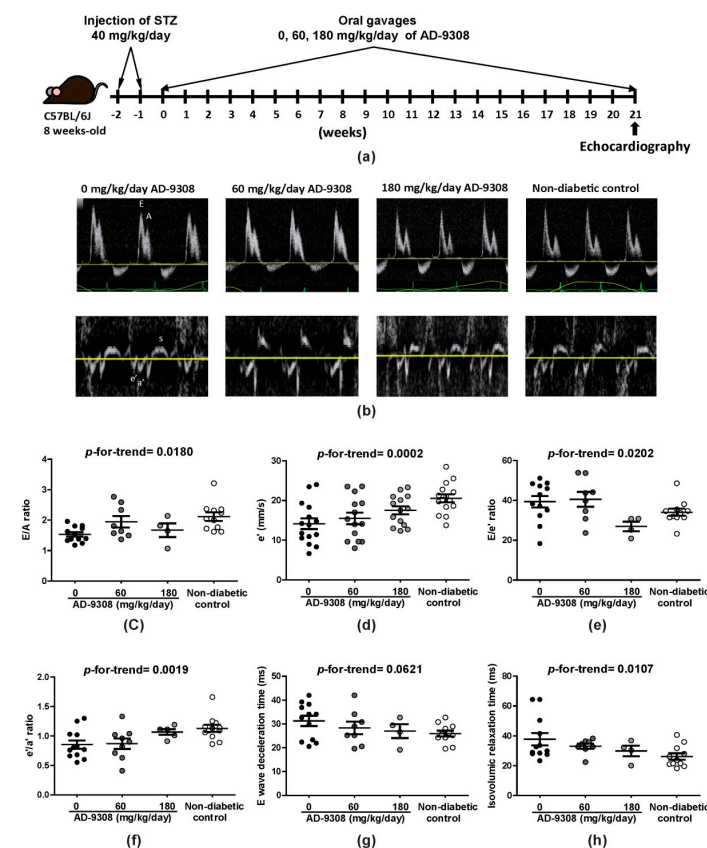 Injection of STZ
40 mg/kg/day
Oral gavages
0, 60, 180 mg/kg/day of AD-9308
C57BL/6J
8 weeks-old
-2 -1 0 1 2 3 4 5 6 7 8 9 10 11 12 13 14 15 16 17 18 19 20 21
(weeks)
Echocardiography
(a)
0 mg/kg/day AD-9308 60 mg/kg/day AD-9308 180 mg/kg/day AD-9308 Non-diabetic control
E
A
s
e'
a'
(b)
p-for-trend= 0.0180
E/A ratio
4
3
2
1
0
0 60 180 Non-diabetic
AD-9308 (mg/kg/day) control
(C)
p-for-trend= 0.0002
e' (mm/s)
30
20
10
0
0 60 180 Non-diabetic
AD-9308 (mg/kg/day) control
(d)
p-for-trend= 0.0202
E/e' ratio
80
60
40
20
0
0 60 180 Non-diabetic
AD-9308 (mg/kg/day) control
(e)
p-for-trend= 0.0019
e'/a' ratio
2.0
1.5
1.0
0.5
0.0
0 60 180 Non-diabetic
AD-9308 (mg/kg/day) control
(f)
p-for-trend= 0.0621
E wave deceleration time (ms)
50
40
30
20
10
0
0 60 180 Non-diabetic
AD-9308 (mg/kg/day) control
(g)
p-for-trend= 0.0107
Isovolumic relaxation time (ms)
80
60
40
20
0
0 60 180 Non-diabetic
AD-9308 (mg/kg/day) control
(h)